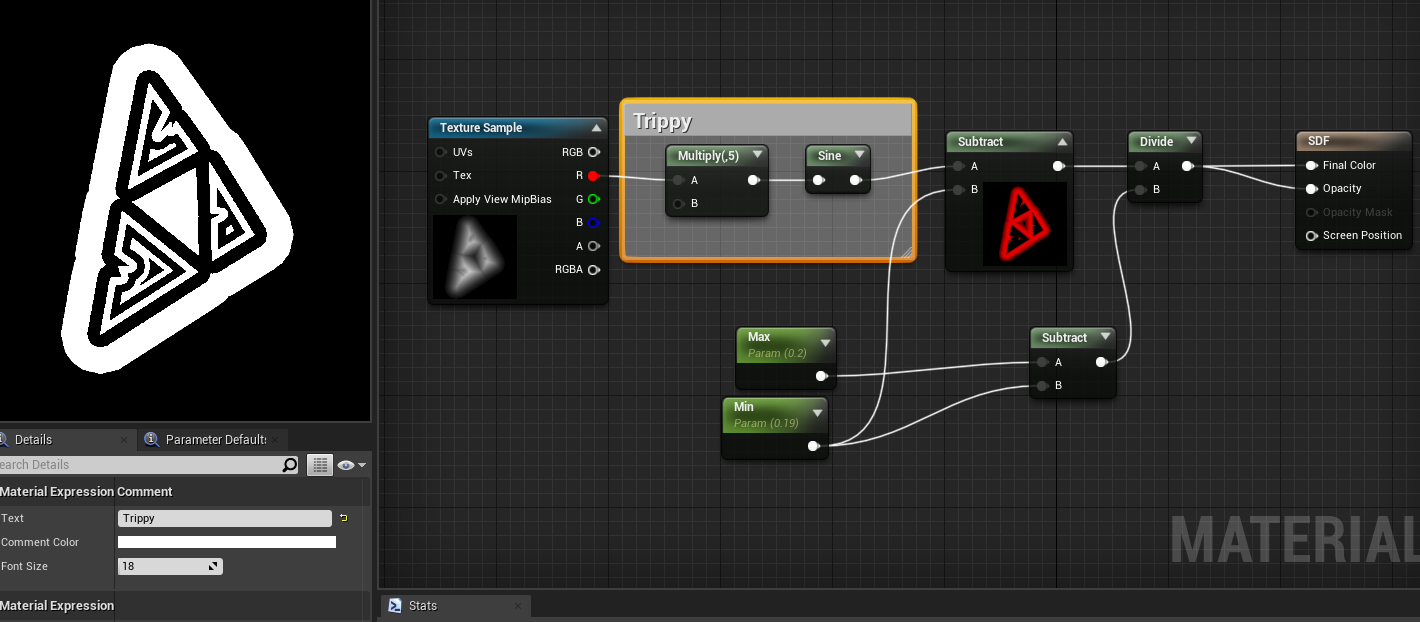 Trippy
Texture Sample
UVs
RGB
Tex
R
Apply View MipBias
G
B
A
RGBA
Multiply(,5)
A
B
Sine
Subtract
A
B
Divide
A
B
SDF
Final Color
Opacity
Opacity Mask
Screen Position
Max
Param (0.2)
Min
Param (0.19)
Subtract
A
B
MATERIAL
Details
Parameter Defaults
earch Details
Material Expression Comment
Text
Trippy
Comment Color
Font Size
18
Material Expression
Stats